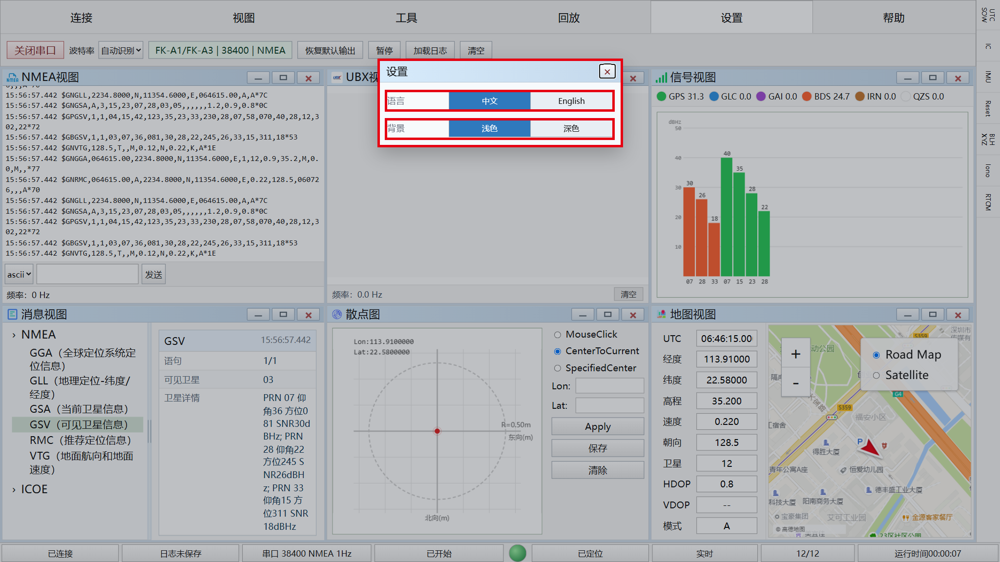 连接 视图 工具 回放 设置 帮助
关闭串口 波特率 自动识别 FK-A1/FK-A3 | 38400 | NMEA 恢复默认输出 暂停 加载日志 清空
UTC
SOW
IC
IMU
Reset
BLH
XYZ
Iono
RTCM
设置
语言 中文 English
背景 浅色 深色
NMEA视图
15:56:57.442 $GNGLL,2234.8000,N,11354.6000,E,064615.00,A,A*7C
15:56:57.442 $GNGSA,A,3,15,23,07,28,03,05,,,,,,1.2,0.9,0.8*0C
15:56:57.442 $GPGSV,1,1,04,15,42,123,35,23,33,230,28,07,58,070,40,28,12,3
02,22*72
15:56:57.442 $GBGSV,1,1,03,07,36,081,30,28,22,245,26,33,15,311,18*53
15:56:57.442 $GNVTG,128.5,T,,M,0.12,N,0.22,K,A*1E
15:56:57.442 $GNGGA,064615.00,2234.8000,N,11354.6000,E,1,12,0.9,35.2,M,0.
0,M,,*77
15:56:57.442 $GNRMC,064615.00,A,2234.8000,N,11354.6000,E,0.22,128.5,06072
6,,,A*70
15:56:57.442 $GNGLL,2234.8000,N,11354.6000,E,064615.00,A,A*7C
15:56:57.442 $GNGSA,A,3,15,23,07,28,03,05,,,,,,1.2,0.9,0.8*0C
15:56:57.442 $GPGSV,1,1,04,15,42,123,35,23,33,230,28,07,58,070,40,28,12,3
02,22*72
15:56:57.442 $GBGSV,1,1,03,07,36,081,30,28,22,245,26,33,15,311,18*53
15:56:57.442 $GNVTG,128.5,T,,M,0.12,N,0.22,K,A*1E
ascii 发送
频率：0 Hz
UBX视
频率：0.0 Hz 清空
信号视图
GPS 31.3 GLC 0.0 GAI 0.0 BDS 24.7 IRN 0.0 QZS 0.0
dBHz
50
40
30
20
10
30 26 18 40 35 28 22
07 28 33 07 15 23 28
消息视图
NMEA
GGA（全球定位系统定
位信息）
GLL（地理定位-纬度/
经度）
GSA（当前卫星信息）
GSV（可见卫星信息）
RMC（推荐定位信息）
VTG（地面航向和地面
速度）
ICOE
GSV 15:56:57.442
语句 1/1
可见卫星 03
卫星详情 PRN 07 仰
角36 方位0
81 SNR30d
BHz; PRN
28 仰角22
方位245 S
NR26dBH
z; PRN 33
仰角15 方
位311 SNR
18dBHz
散点图
Lon:113.9100000
Lat:22.5800000
R=0.50m
东向(m)
北向(m)
MouseClick
CenterToCurrent
SpecifiedCenter
Lon:
Lat:
Apply
保存
清除
地图视图
UTC 06:46:15.00
经度 113.91000
纬度 22.58000
高程 35.200
速度 0.220
朝向 128.5
卫星 12
HDOP 0.8
VDOP --
模式 A
+
-
Road Map
Satellite
深圳市
传媒有
S359
动公园
G4
S359
福安小区
工宿舍
P
得胜大厦
青年公寓A座
恒爱幼儿园
德丰盛工业大厦
科技大厦
阳南商务大厦
宝豪集团
艾可工业园
金源客家餐厅
© 高德地图
23区社区公园
已连接 日志未保存 串口 38400 NMEA 1Hz 已开始 已定位 实时 12/12 运行时间00:00:07